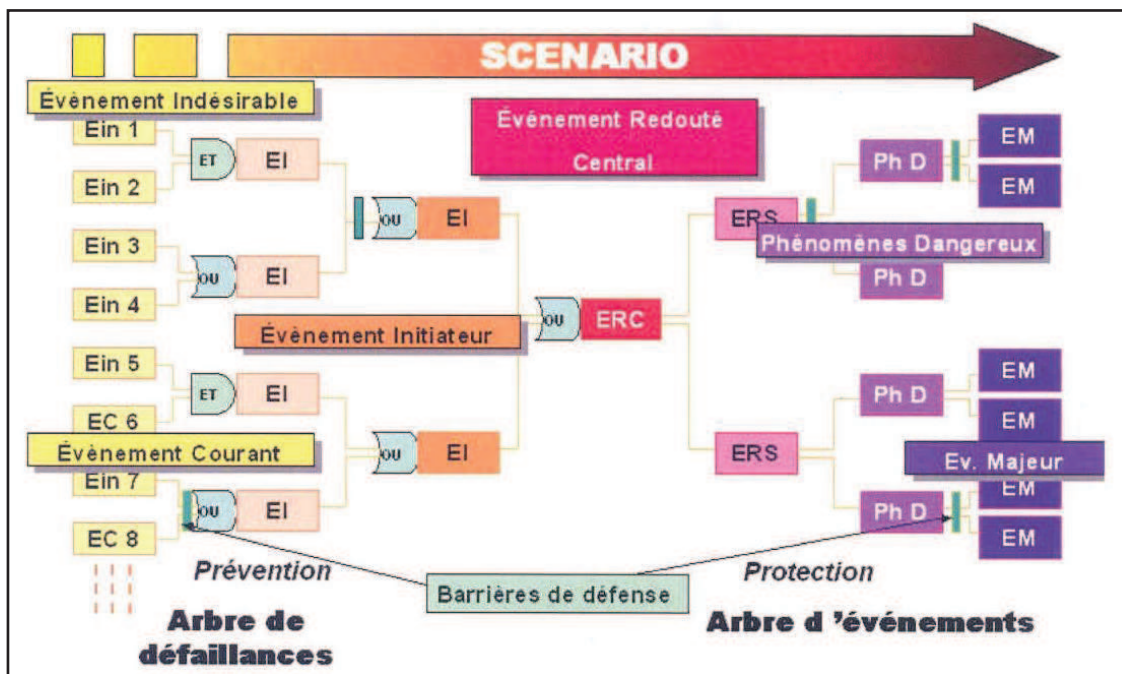 SCENARIO
Évènement Indésirable
Événement Redouté
Central
Ein 1
ET
EI
Ein 2
OU
EI
Ein 3
OU
EI
Ein 4
Évènement Initiateur
OU
ERC
ERS
Phénomènes Dangereux
Ph D
EM
EM
Ph D
Ein 5
ET
EI
EC 6
Évènement Courant
OU
EI
Ein 7
OU
EI
EC 8
ERS
Ph D
EM
EM
Ev. Majeur
Ph D
EM
EM
Prévention
Barrières de défense
Protection
Arbre de
défaillances
Arbre d ’événements